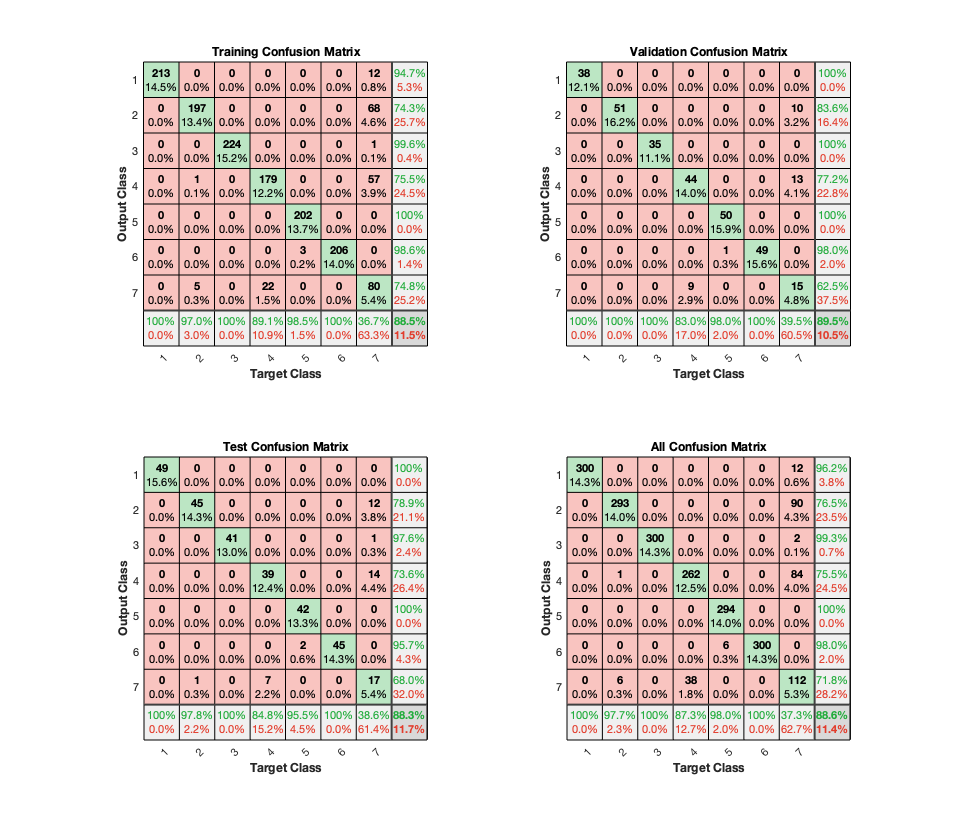 Training Confusion Matrix
1 213 0 0 0 0 0 12 94.7%
14.5% 0.0% 0.0% 0.0% 0.0% 0.0% 0.8% 5.3%
2 0 197 0 0 0 0 68 74.3%
0.0% 13.4% 0.0% 0.0% 0.0% 0.0% 4.6% 25.7%
3 0 0 224 0 0 0 1 99.6%
0.0% 0.0% 15.2% 0.0% 0.0% 0.0% 0.1% 0.4%
4 0 1 0 179 0 0 57 75.5%
0.0% 0.1% 0.0% 12.2% 0.0% 0.0% 3.9% 24.5%
5 0 0 0 0 202 0 0 100%
0.0% 0.0% 0.0% 0.0% 13.7% 0.0% 0.0% 0.0%
6 0 0 0 0 3 206 0 98.6%
0.0% 0.0% 0.0% 0.0% 0.2% 14.0% 0.0% 1.4%
7 0 5 0 22 0 0 80 74.8%
0.0% 0.3% 0.0% 1.5% 0.0% 0.0% 5.4% 25.2%
100% 97.0% 100% 89.1% 98.5% 100% 36.7% 88.5%
0.0% 3.0% 0.0% 10.9% 1.5% 0.0% 63.3% 11.5%
1 2 3 4 5 6 7
Target Class
Output Class
Validation Confusion Matrix
1 38 0 0 0 0 0 0 100%
12.1% 0.0% 0.0% 0.0% 0.0% 0.0% 0.0% 0.0%
2 0 51 0 0 0 0 10 83.6%
0.0% 16.2% 0.0% 0.0% 0.0% 0.0% 3.2% 16.4%
3 0 0 35 0 0 0 0 100%
0.0% 0.0% 11.1% 0.0% 0.0% 0.0% 0.0% 0.0%
4 0 0 0 44 0 0 13 77.2%
0.0% 0.0% 0.0% 14.0% 0.0% 0.0% 4.1% 22.8%
5 0 0 0 0 50 0 0 100%
0.0% 0.0% 0.0% 0.0% 15.9% 0.0% 0.0% 0.0%
6 0 0 0 0 1 49 0 98.0%
0.0% 0.0% 0.0% 0.0% 0.3% 15.6% 0.0% 2.0%
7 0 0 0 9 0 0 15 62.5%
0.0% 0.0% 0.0% 2.9% 0.0% 0.0% 4.8% 37.5%
100% 100% 100% 83.0% 98.0% 100% 39.5% 89.5%
0.0% 0.0% 0.0% 17.0% 2.0% 0.0% 60.5% 10.5%
1 2 3 4 5 6 7
Target Class
Output Class
Test Confusion Matrix
1 49 0 0 0 0 0 0 100%
15.6% 0.0% 0.0% 0.0% 0.0% 0.0% 0.0% 0.0%
2 0 45 0 0 0 0 12 78.9%
0.0% 14.3% 0.0% 0.0% 0.0% 0.0% 3.8% 21.1%
3 0 0 41 0 0 0 1 97.6%
0.0% 0.0% 13.0% 0.0% 0.0% 0.0% 0.3% 2.4%
4 0 0 0 39 0 0 14 73.6%
0.0% 0.0% 0.0% 12.4% 0.0% 0.0% 4.4% 26.4%
5 0 0 0 0 42 0 0 100%
0.0% 0.0% 0.0% 0.0% 13.3% 0.0% 0.0% 0.0%
6 0 0 0 0 2 45 0 95.7%
0.0% 0.0% 0.0% 0.0% 0.6% 14.3% 0.0% 4.3%
7 0 1 0 7 0 0 17 68.0%
0.0% 0.3% 0.0% 2.2% 0.0% 0.0% 5.4% 32.0%
100% 97.8% 100% 84.8% 95.5% 100% 38.6% 88.3%
0.0% 2.2% 0.0% 15.2% 4.5% 0.0% 61.4% 11.7%
1 2 3 4 5 6 7
Target Class
Output Class
All Confusion Matrix
1 300 0 0 0 0 0 12 96.2%
14.3% 0.0% 0.0% 0.0% 0.0% 0.0% 0.6% 3.8%
2 0 293 0 0 0 0 90 76.5%
0.0% 14.0% 0.0% 0.0% 0.0% 0.0% 4.3% 23.5%
3 0 0 300 0 0 0 2 99.3%
0.0% 0.0% 14.3% 0.0% 0.0% 0.0% 0.1% 0.7%
4 0 1 0 262 0 0 84 75.5%
0.0% 0.0% 0.0% 12.5% 0.0% 0.0% 4.0% 24.5%
5 0 0 0 0 294 0 0 100%
0.0% 0.0% 0.0% 0.0% 14.0% 0.0% 0.0% 0.0%
6 0 0 0 0 6 300 0 98.0%
0.0% 0.0% 0.0% 0.0% 0.3% 14.3% 0.0% 2.0%
7 0 6 0 38 0 0 112 71.8%
0.0% 0.3% 0.0% 1.8% 0.0% 0.0% 5.3% 28.2%
100% 97.7% 100% 87.3% 98.0% 100% 37.3% 88.6%
0.0% 2.3% 0.0% 12.7% 2.0% 0.0% 62.7% 11.4%
1 2 3 4 5 6 7
Target Class
Output Class